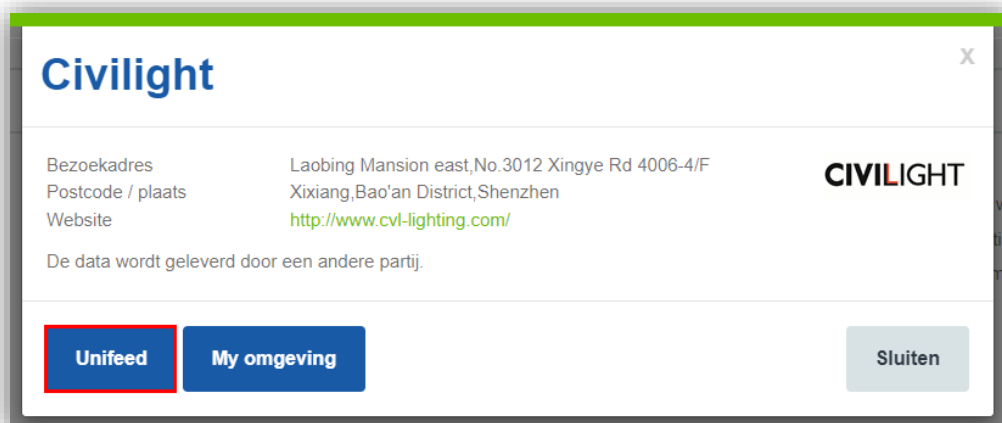 Civilight
x
Bezoekadres Laobing Mansion east,No.3012 Xingye Rd 4006-4/F
Postcode / plaats Xixiang,Bao'an District,Shenzhen
Website http://www.cvl-lighting.com/
CIVILIGHT
De data wordt geleverd door een andere partij.
Unifeed My omgeving Sluiten